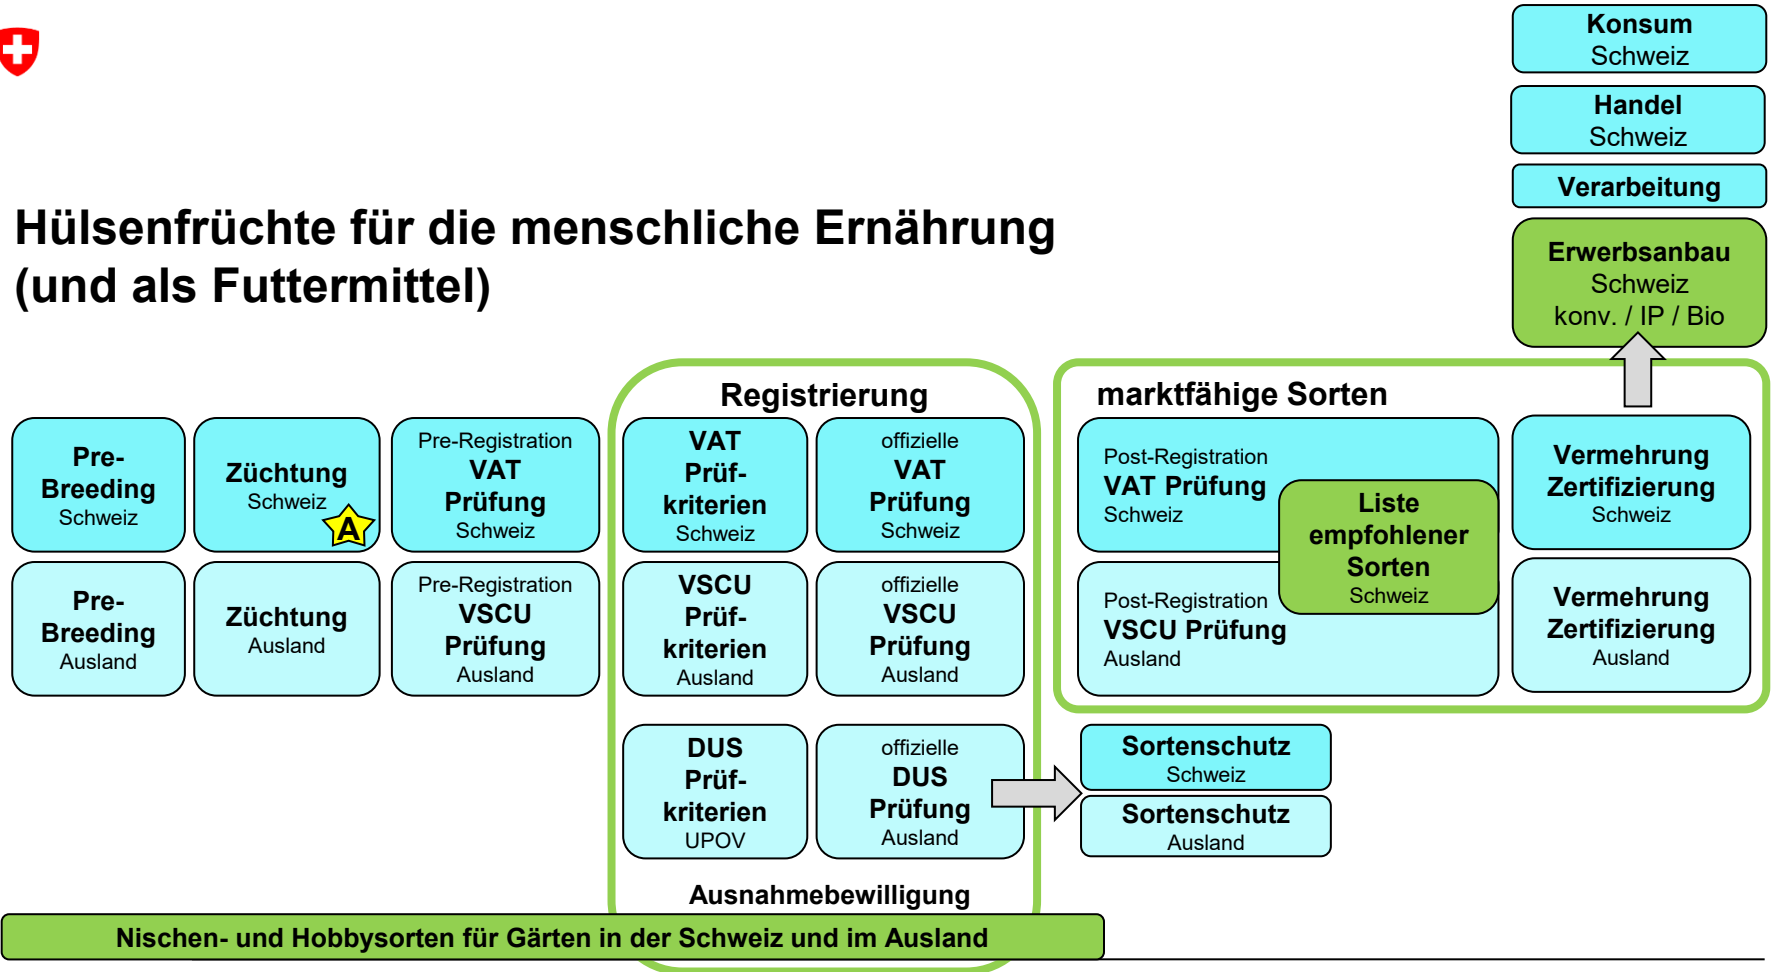 Konsum
Schweiz
Handel
Schweiz
Verarbeitung
Erwerbsanbau
Schweiz
konv. / IP / Bio
Hülsenfrüchte für die menschliche Ernährung
(und als Futtermittel)
Registrierung
marktfähige Sorten
Pre-
Breeding
Schweiz
Züchtung
Schweiz
A
Pre-Registration
VAT
Prüfung
Schweiz
VAT
Prüf-
kriterien
Schweiz
offizielle
VAT
Prüfung
Schweiz
Post-Registration
VAT Prüfung
Schweiz
Liste
empfohlener
Sorten
Schweiz
Vermehrung
Zertifizierung
Schweiz
Pre-
Breeding
Ausland
Züchtung
Ausland
Pre-Registration
VSCU
Prüfung
Ausland
VSCU
Prüf-
kriterien
Ausland
offizielle
VSCU
Prüfung
Ausland
Post-Registration
VSCU Prüfung
Ausland
Vermehrung
Zertifizierung
Ausland
DUS
Prüf-
kriterien
UPOV
offizielle
DUS
Prüfung
Ausland
Sortenschutz
Schweiz
Sortenschutz
Ausland
Ausnahmebewilligung
Nischen- und Hobbysorten für Gärten in der Schweiz und im Ausland